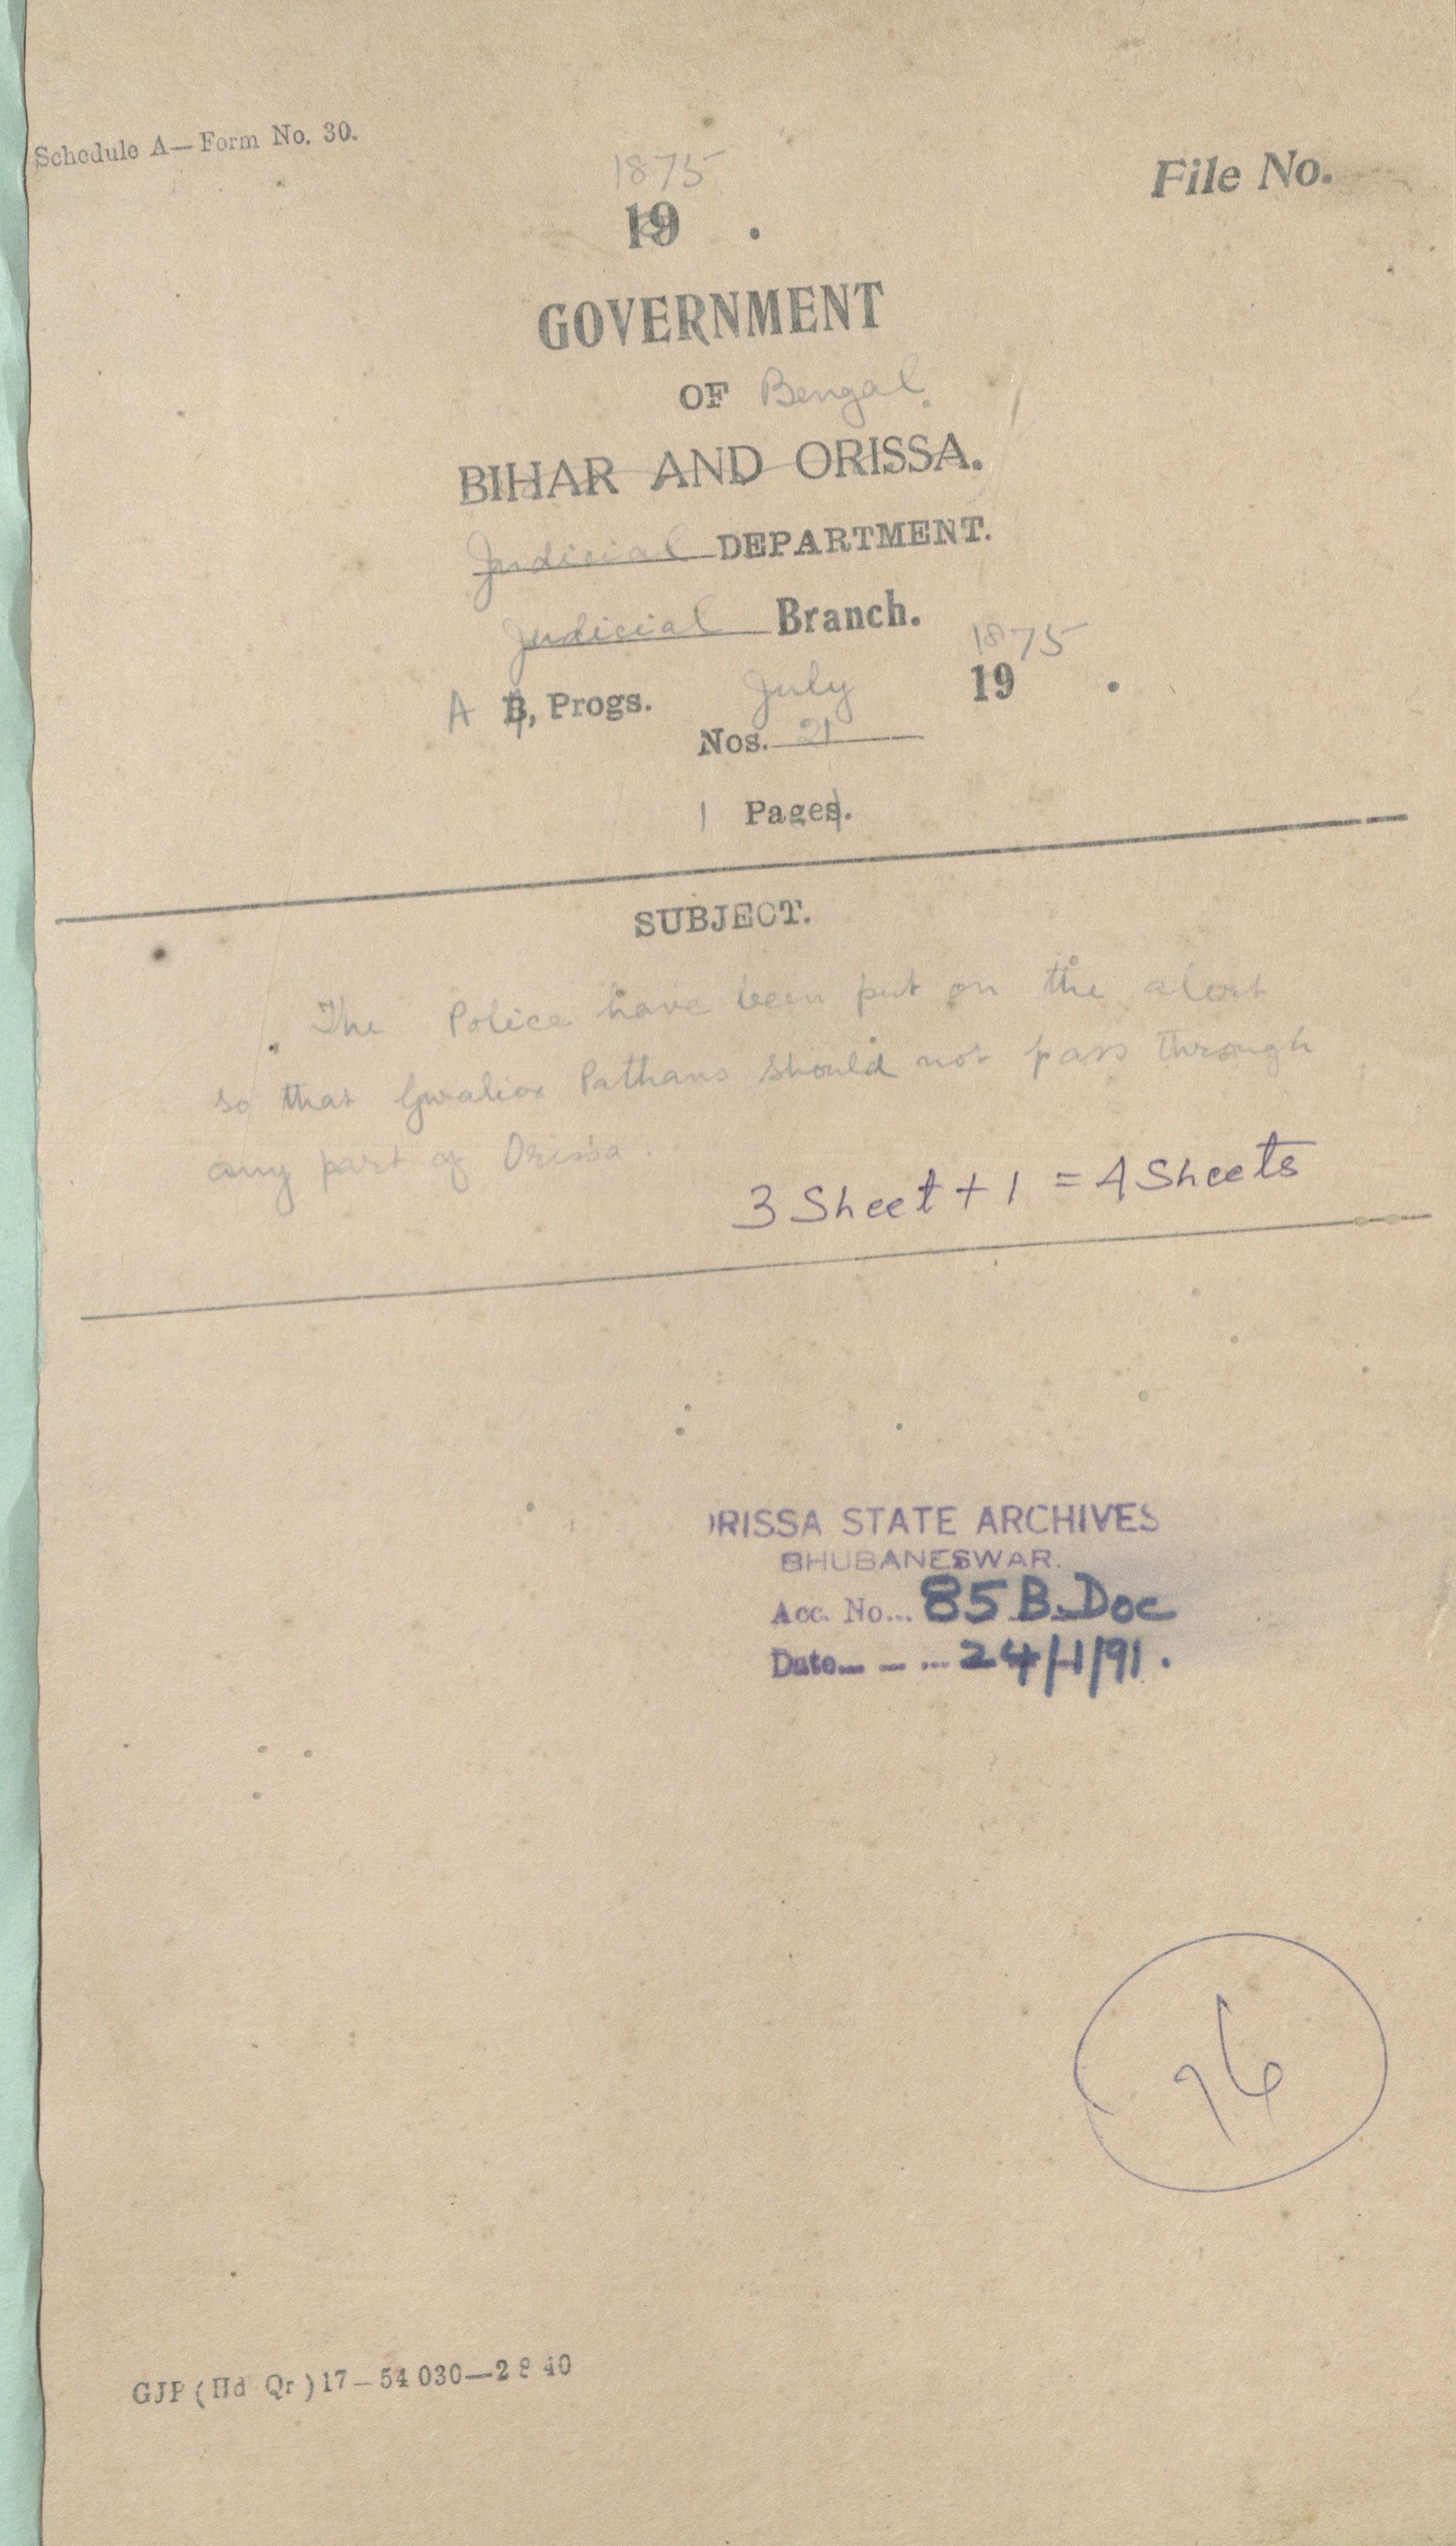 Schedule A—Form No. 30.
File No.
1875
19 .
GOVERNMENT
OF Bengal.
BIHAR AND ORISSA.
Judicial DEPARTMENT.
Judicial Branch.
1875
A B, Progs. July 19 .
Nos. 21
1 Pages.
SUBJECT.
The Police have been put on the alert
so that Gwalior Pathans should not pass through
any part of Orissa.
3 Sheet + 1 = 4 Sheets
ORISSA STATE ARCHIVES
BHUBANESWAR.
Acc. No... 85 B. Doc
Date... 24/1/91.
96
GJP (Hd Qr) 17—54 030—2 8 40